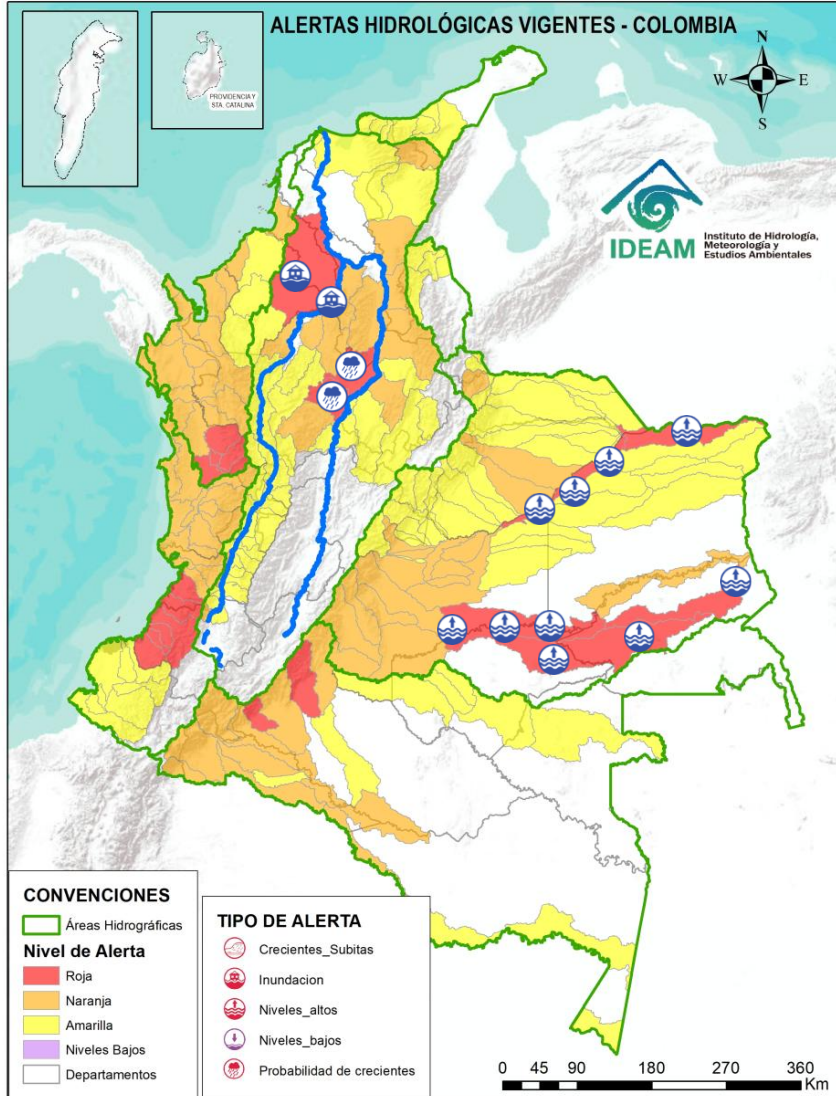 ALERTAS HIDROLÓGICAS VIGENTES - COLOMBIA
PROVIDENCIA Y
STA. CATALINA
N
W
E
S
IDEAM
Instituto de Hidrología,
Meteorología y
Estudios Ambientales
CONVENCIONES
Áreas Hidrográficas
Nivel de Alerta
Roja
Naranja
Amarilla
Niveles Bajos
Departamentos
TIPO DE ALERTA
Crecientes_Subitas
Inundacion
Niveles_altos
Niveles_bajos
Probabilidad de crecientes
0 45 90 180 270 360
Km